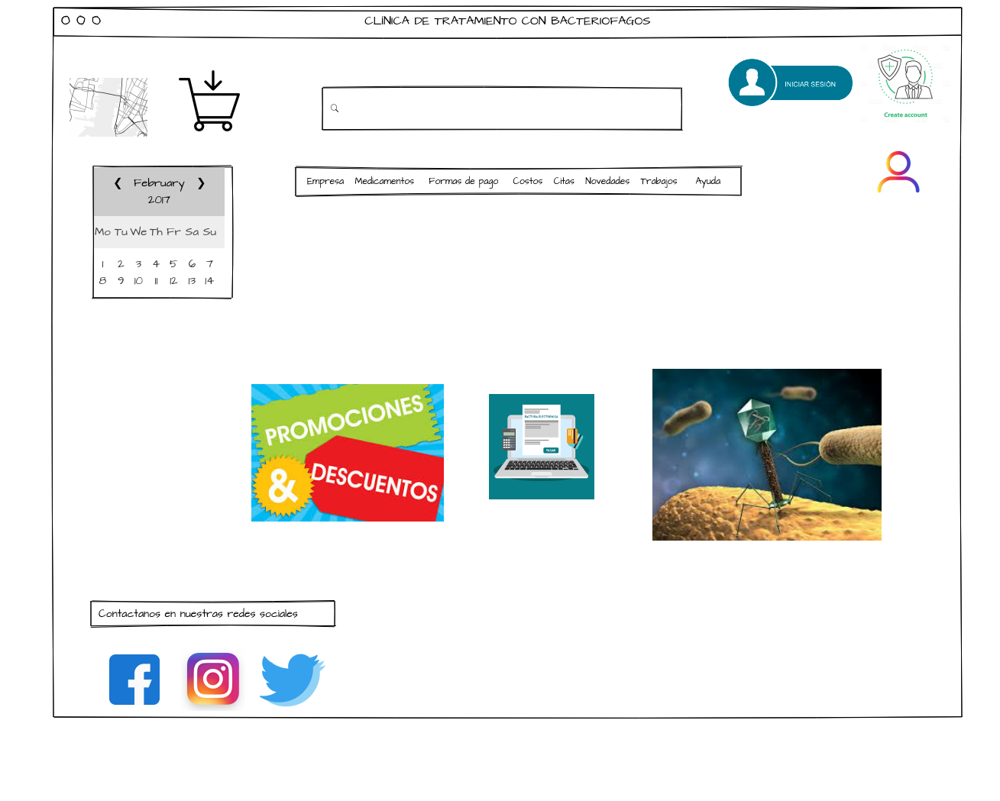 CLíNICA DE TRATAMIENTO CON BACTERIOFAGOS
INICIAR SESIÓN
Create account
Empresa Medicamentos Formas de pago Costos Citas Novedades Trabajos Ayuda
❮ February ❯
2017
Mo Tu We Th Fr Sa Su
1 2 3 4 5 6 7
8 9 10 11 12 13 14
PROMOCIONES
&
DESCUENTOS
FACTURA ELECTRÓNICA
PAGAR
Contactanos en nuestras redes sociales